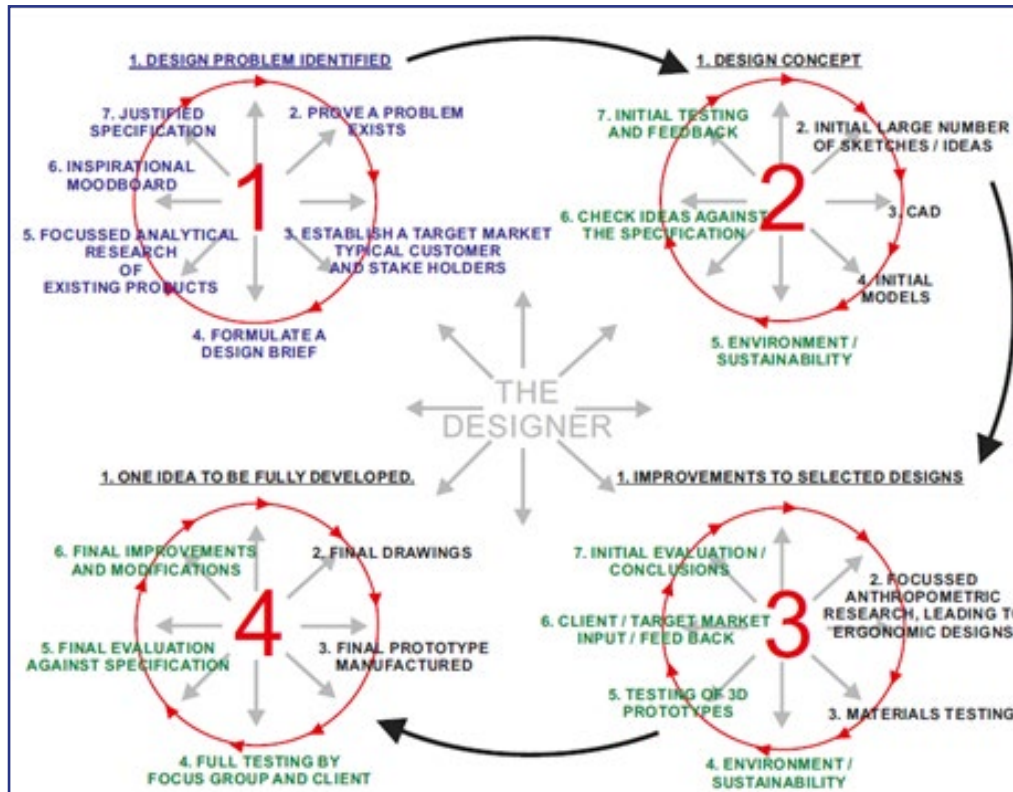 1. DESIGN PROBLEM IDENTIFIED
2. PROVE A PROBLEM
EXISTS
3. ESTABLISH A TARGET MARKET
TYPICAL CUSTOMER
AND STAKE HOLDERS
4. FORMULATE A
DESIGN BRIEF
5. FOCUSSED ANALYTICAL
RESEARCH
OF
EXISTING PRODUCTS
6. INSPIRATIONAL
MOODBOARD
7. JUSTIFIED
SPECIFICATION
1
1. DESIGN CONCEPT
2. INITIAL LARGE NUMBER
OF SKETCHES / IDEAS
3. CAD
4. INITIAL
MODELS
5. ENVIRONMENT /
SUSTAINABILITY
6. CHECK IDEAS AGAINST
THE SPECIFICATION
7. INITIAL TESTING
AND FEEDBACK
2
THE
DESIGNER
1. IMPROVEMENTS TO SELECTED DESIGNS
2. FOCUSSED
ANTHROPOMETRIC
RESEARCH, LEADING TO
ERGONOMIC DESIGNS
3. MATERIALS TESTING
4. ENVIRONMENT /
SUSTAINABILITY
5. TESTING OF 3D
PROTOTYPES
6. CLIENT / TARGET MARKET
INPUT / FEED BACK
7. INITIAL EVALUATION /
CONCLUSIONS
3
1. ONE IDEA TO BE FULLY DEVELOPED.
2. FINAL DRAWINGS
3. FINAL PROTOTYPE
MANUFACTURED
4. FULL TESTING BY
FOCUS GROUP AND CLIENT
5. FINAL EVALUATION
AGAINST SPECIFICATION
6. FINAL IMPROVEMENTS
AND MODIFICATIONS
4